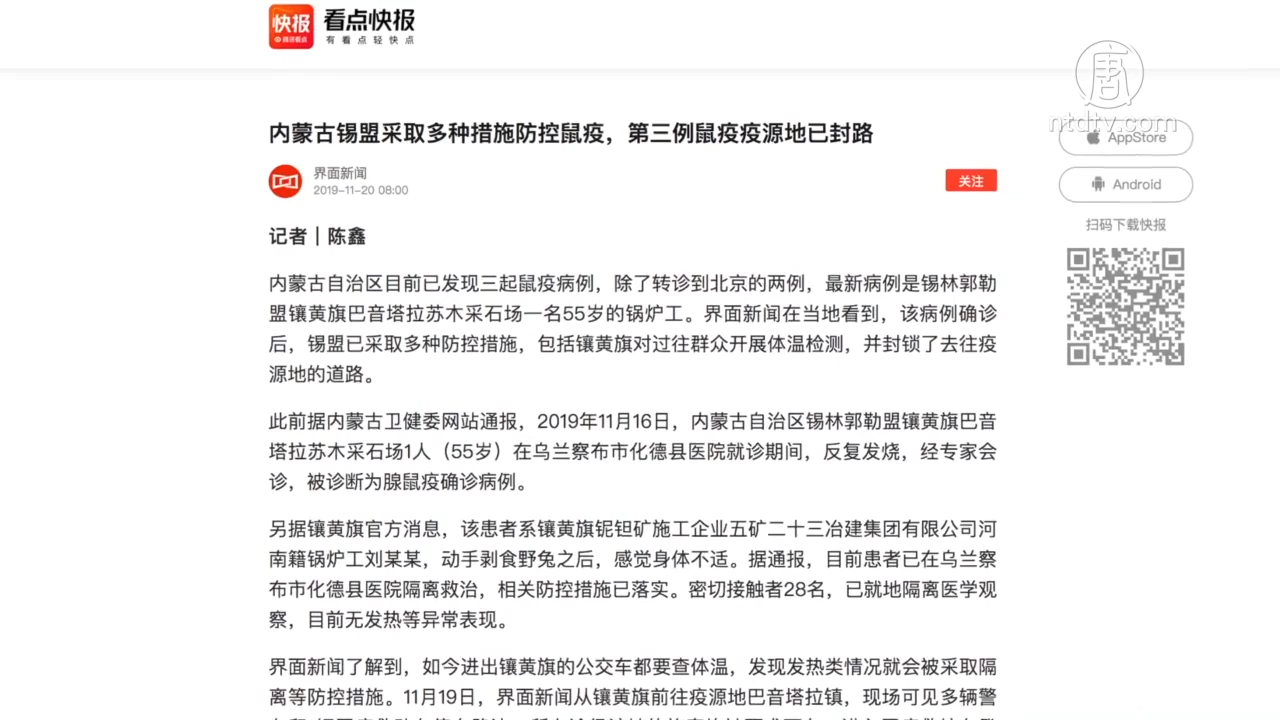 快报
腾讯看点
看点快报
有看点轻快点
唐
ntdtv.com
AppStore
Android
扫码下载快报
内蒙古锡盟采取多种措施防控鼠疫，第三例鼠疫疫源地已封路
界面新闻
2019-11-20 08:00
关注
记者｜陈鑫
内蒙古自治区目前已发现三起鼠疫病例，除了转诊到北京的两例，最新病例是锡林郭勒
盟镶黄旗巴音塔拉苏木采石场一名55岁的锅炉工。界面新闻在当地看到，该病例确诊
后，锡盟已采取多种防控措施，包括镶黄旗对过往群众开展体温检测，并封锁了去往疫
源地的道路。
此前据内蒙古卫健委网站通报，2019年11月16日，内蒙古自治区锡林郭勒盟镶黄旗巴音
塔拉苏木采石场1人（55岁）在乌兰察布市化德县医院就诊期间，反复发烧，经专家会
诊，被诊断为腺鼠疫确诊病例。
另据镶黄旗官方消息，该患者系镶黄旗铌钽矿施工企业五矿二十三冶建集团有限公司河
南籍锅炉工刘某某，动手剥食野兔之后，感觉身体不适。据通报，目前患者已在乌兰察
布市化德县医院隔离救治，相关防控措施已落实。密切接触者28名，已就地隔离医学观
察，目前无发热等异常表现。
界面新闻了解到，如今进出镶黄旗的公交车都要查体温，发现发热类情况就会被采取隔
离等防控措施。11月19日，界面新闻从镶黄旗前往疫源地巴音塔拉镇，现场可见多辆警